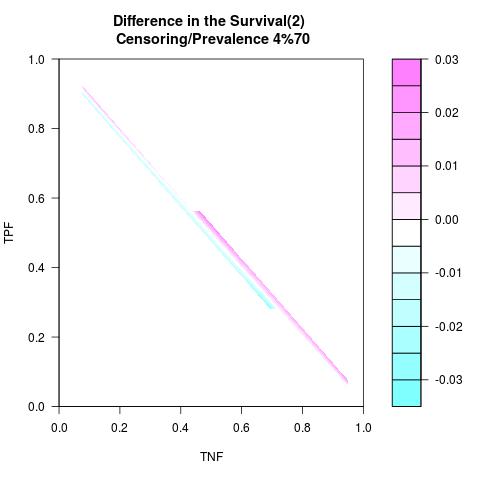 Difference in the Survival(2)
Censoring/Prevalence 4%70
TPF
1.0
0.8
0.6
0.4
0.2
0.0
0.0 0.2 0.4 0.6 0.8 1.0
TNF
0.03
0.02
0.01
0.00
-0.01
-0.02
-0.03